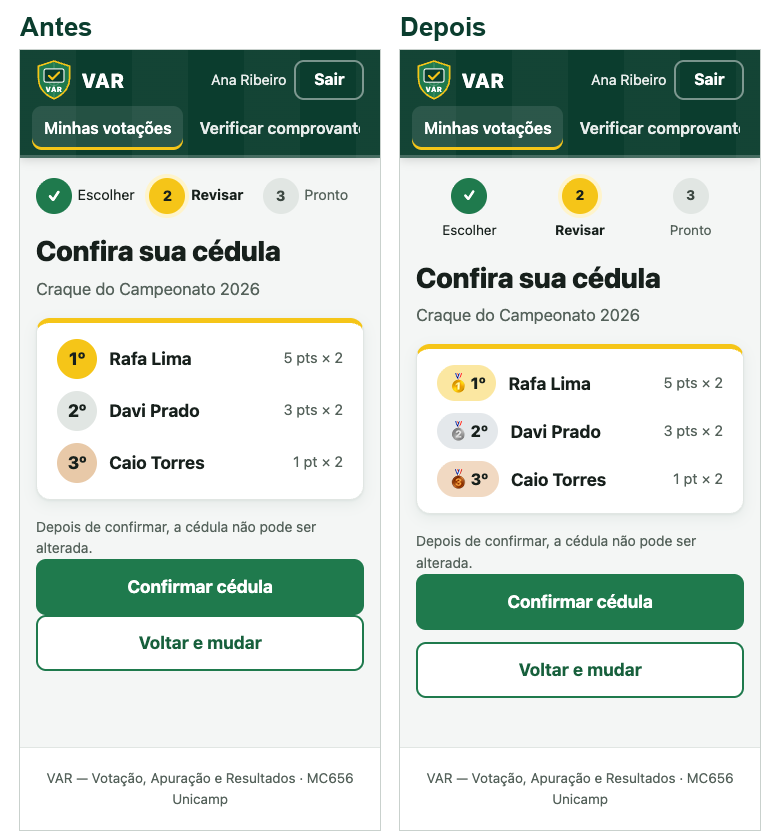 Antes
VAR
VAR
Ana Ribeiro
Sair
Minhas votações
Verificar comprovant
Escolher
2
Revisar
3
Pronto
Confira sua cédula
Craque do Campeonato 2026
1º Rafa Lima 5 pts × 2
2º Davi Prado 3 pts × 2
3º Caio Torres 1 pt × 2
Depois de confirmar, a cédula não pode ser
alterada.
Confirmar cédula
Voltar e mudar
VAR — Votação, Apuração e Resultados · MC656
Unicamp
Depois
VAR
VAR
Ana Ribeiro
Sair
Minhas votações
Verificar comprovant
2
3
Escolher
Revisar
Pronto
Confira sua cédula
Craque do Campeonato 2026
1 1º Rafa Lima 5 pts × 2
2 2º Davi Prado 3 pts × 2
3 3º Caio Torres 1 pt × 2
Depois de confirmar, a cédula não pode ser
alterada.
Confirmar cédula
Voltar e mudar
VAR — Votação, Apuração e Resultados · MC656
Unicamp